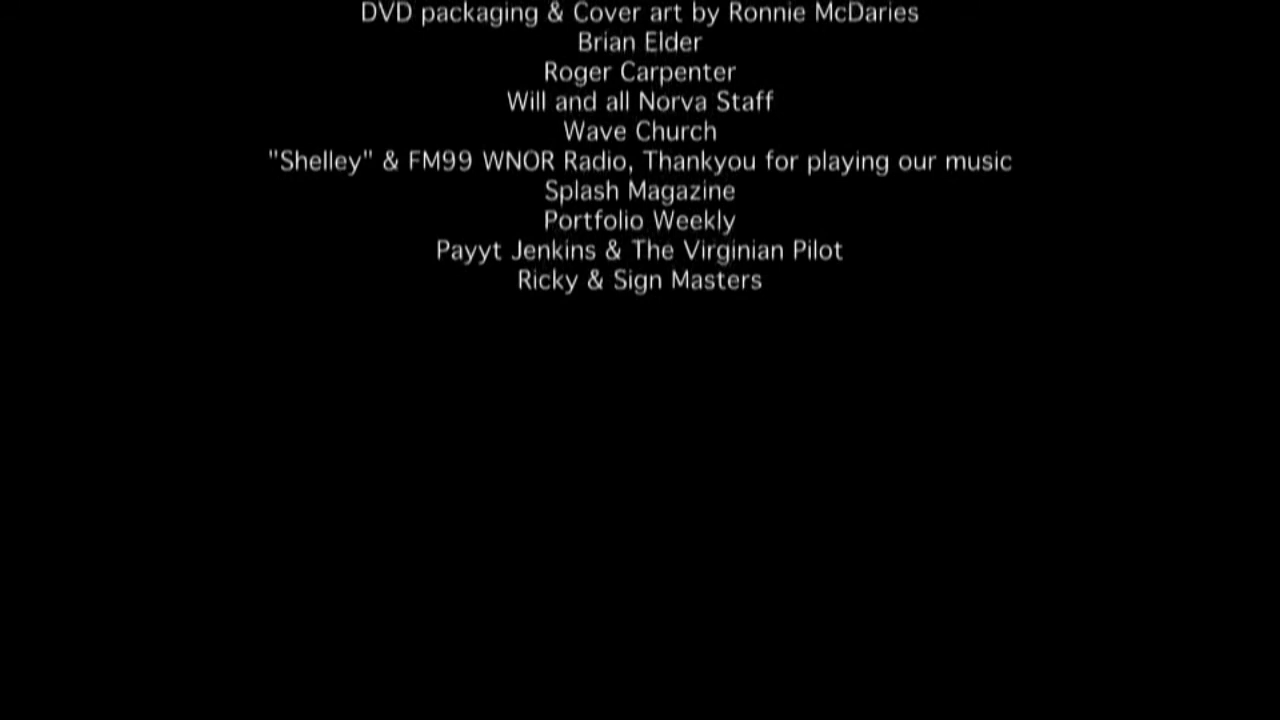 DVD packaging & Cover art by Ronnie McDaries
Brian Elder
Roger Carpenter
Will and all Norva Staff
Wave Church
"Shelley" & FM99 WNOR Radio, Thankyou for playing our music
Splash Magazine
Portfolio Weekly
Payyt Jenkins & The Virginian Pilot
Ricky & Sign Masters